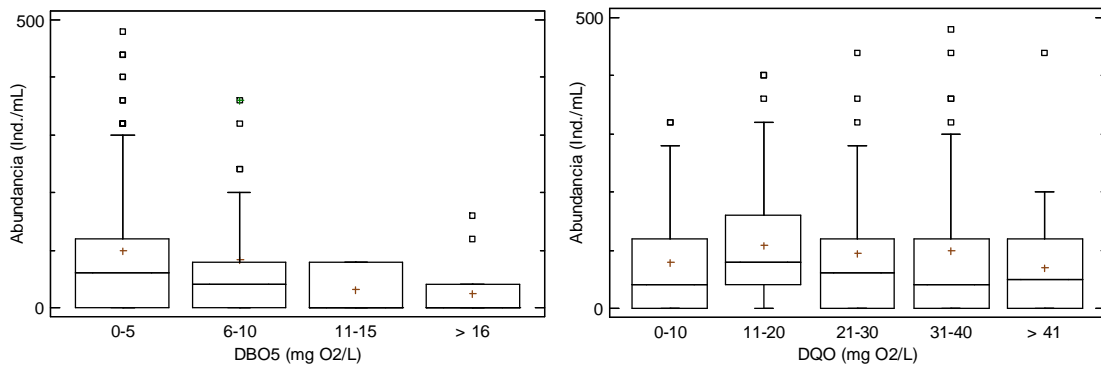 500
Abundancia (Ind./mL)
0
0-5 6-10 11-15 > 16
DBO5 (mg O2/L)
500
Abundancia (Ind./mL)
0
0-10 11-20 21-30 31-40 > 41
DQO (mg O2/L)